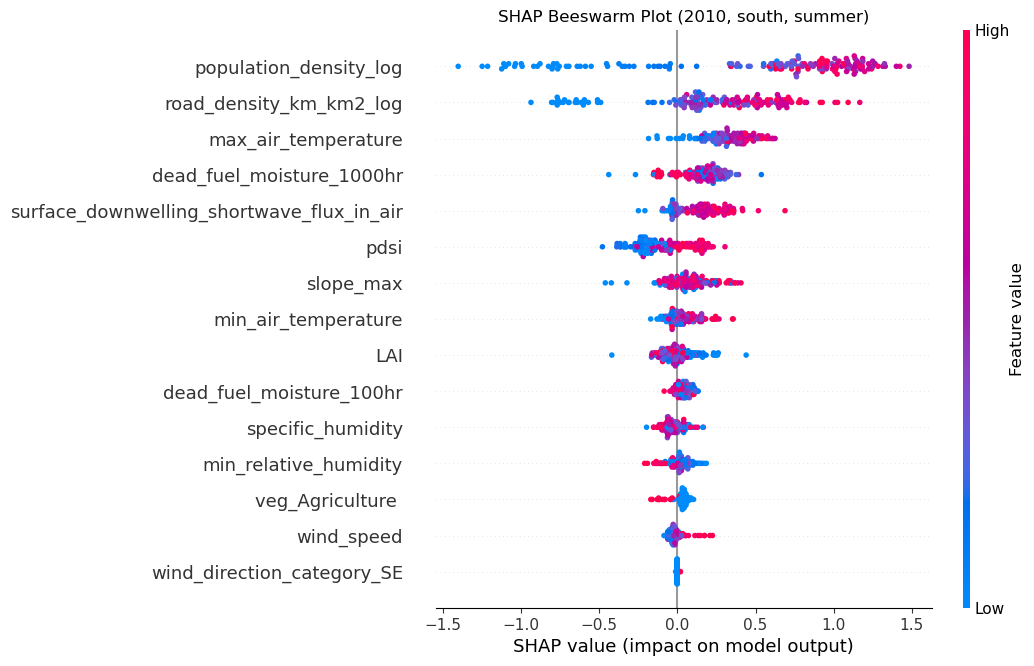 SHAP Beeswarm Plot (2010, south, summer)
High
population_density_log
road_density_km_km2_log
max_air_temperature
dead_fuel_moisture_1000hr
surface_downwelling_shortwave_flux_in_air
pdsi
slope_max
min_air_temperature
LAI
dead_fuel_moisture_100hr
specific_humidity
min_relative_humidity
veg_Agriculture
wind_speed
wind_direction_category_SE
Feature value
Low
−1.5 −1.0 −0.5 0.0 0.5 1.0 1.5
SHAP value (impact on model output)